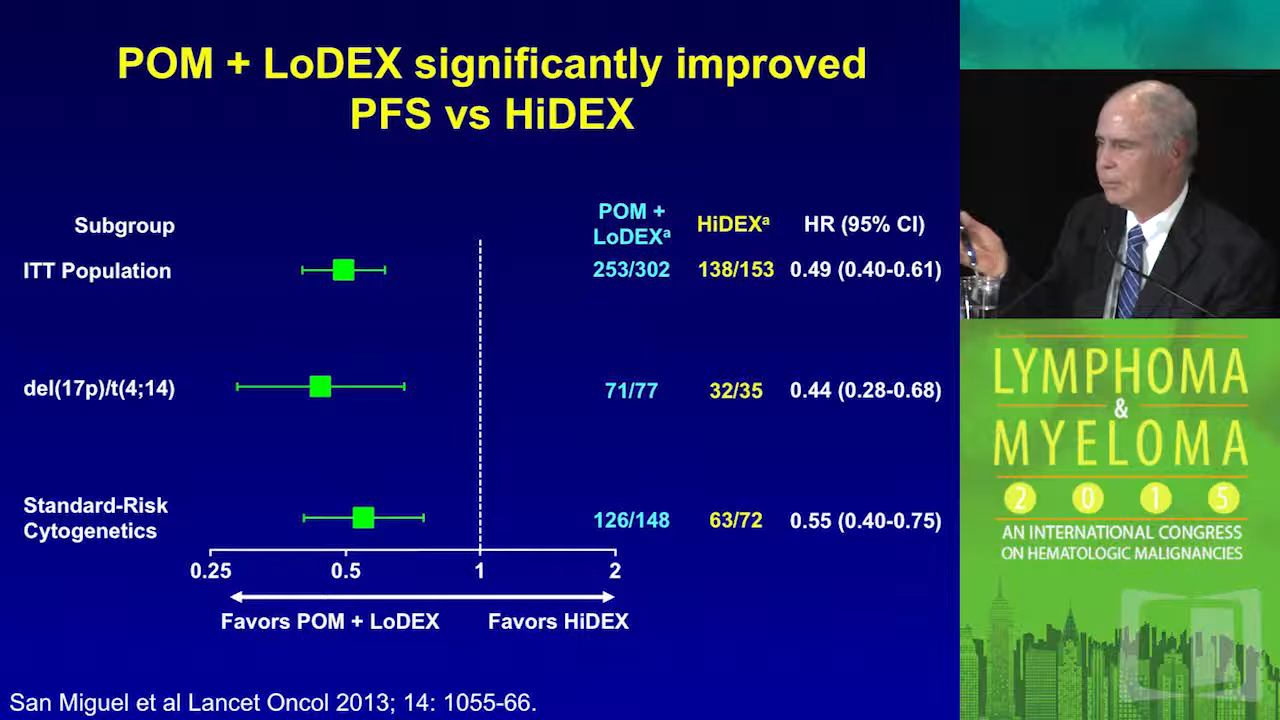 POM + LoDEX significantly improved
PFS vs HiDEX
Subgroup
POM +
LoDEXᵃ
HiDEXᵃ
HR (95% CI)
ITT Population
253/302
138/153
0.49 (0.40-0.61)
del(17p)/t(4;14)
71/77
32/35
0.44 (0.28-0.68)
Standard-Risk
Cytogenetics
126/148
63/72
0.55 (0.40-0.75)
0.25
0.5
1
2
Favors POM + LoDEX
Favors HiDEX
San Miguel et al Lancet Oncol 2013; 14: 1055-66.
LYMPHOMA
&
MYELOMA
2015
AN INTERNATIONAL CONGRESS
ON HEMATOLOGIC MALIGNANCIES